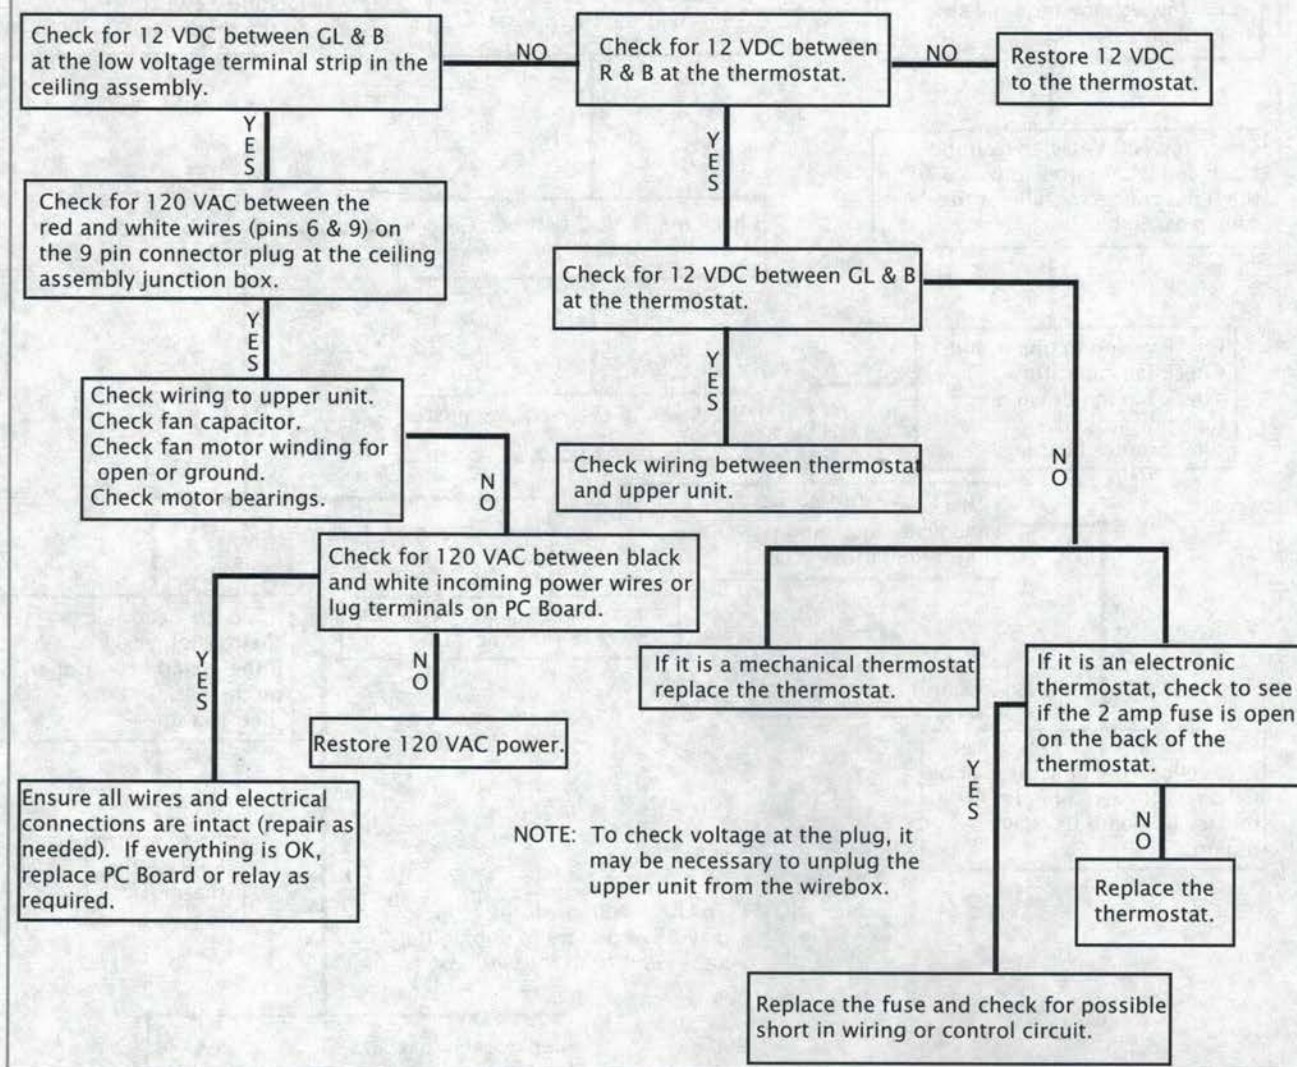 Check for 12 VDC between GL & B
at the low voltage terminal strip in the
ceiling assembly.
NO
Check for 12 VDC between
R & B at the thermostat.
NO
Restore 12 VDC
to the thermostat.
YES
YES
Check for 120 VAC between the
red and white wires (pins 6 & 9) on
the 9 pin connector plug at the ceiling
assembly junction box.
Check for 12 VDC between GL & B
at the thermostat.
YES
YES
NO
Check wiring to upper unit.
Check fan capacitor.
Check fan motor winding for
open or ground.
Check motor bearings.
NO
Check wiring between thermostat
and upper unit.
Check for 120 VAC between black
and white incoming power wires or
lug terminals on PC Board.
YES
NO
If it is a mechanical thermostat
replace the thermostat.
If it is an electronic
thermostat, check to see
if the 2 amp fuse is open
on the back of the
thermostat.
Restore 120 VAC power.
YES
NO
Ensure all wires and electrical
connections are intact (repair as
needed). If everything is OK,
replace PC Board or relay as
required.
NOTE: To check voltage at the plug, it
may be necessary to unplug the
upper unit from the wirebox.
Replace the
thermostat.
Replace the fuse and check for possible
short in wiring or control circuit.